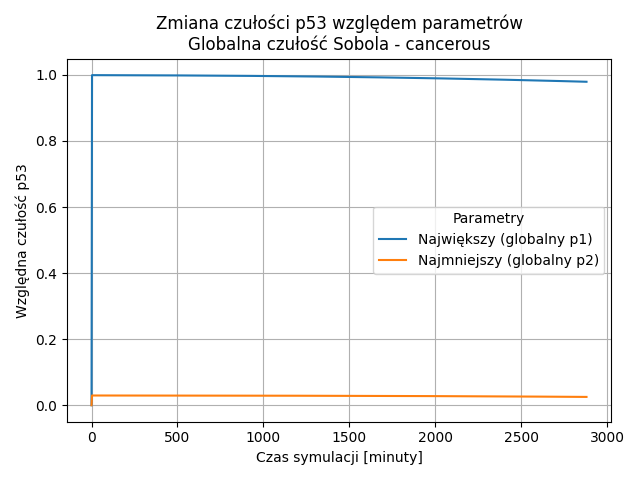 Zmiana czułości p53 względem parametrów
Globalna czułość Sobola - cancerous
Względna czułość p53
1.0
0.8
0.6
0.4
0.2
0.0
Parametry
Największy (globalny p1)
Najmniejszy (globalny p2)
0 500 1000 1500 2000 2500 3000
Czas symulacji [minuty]